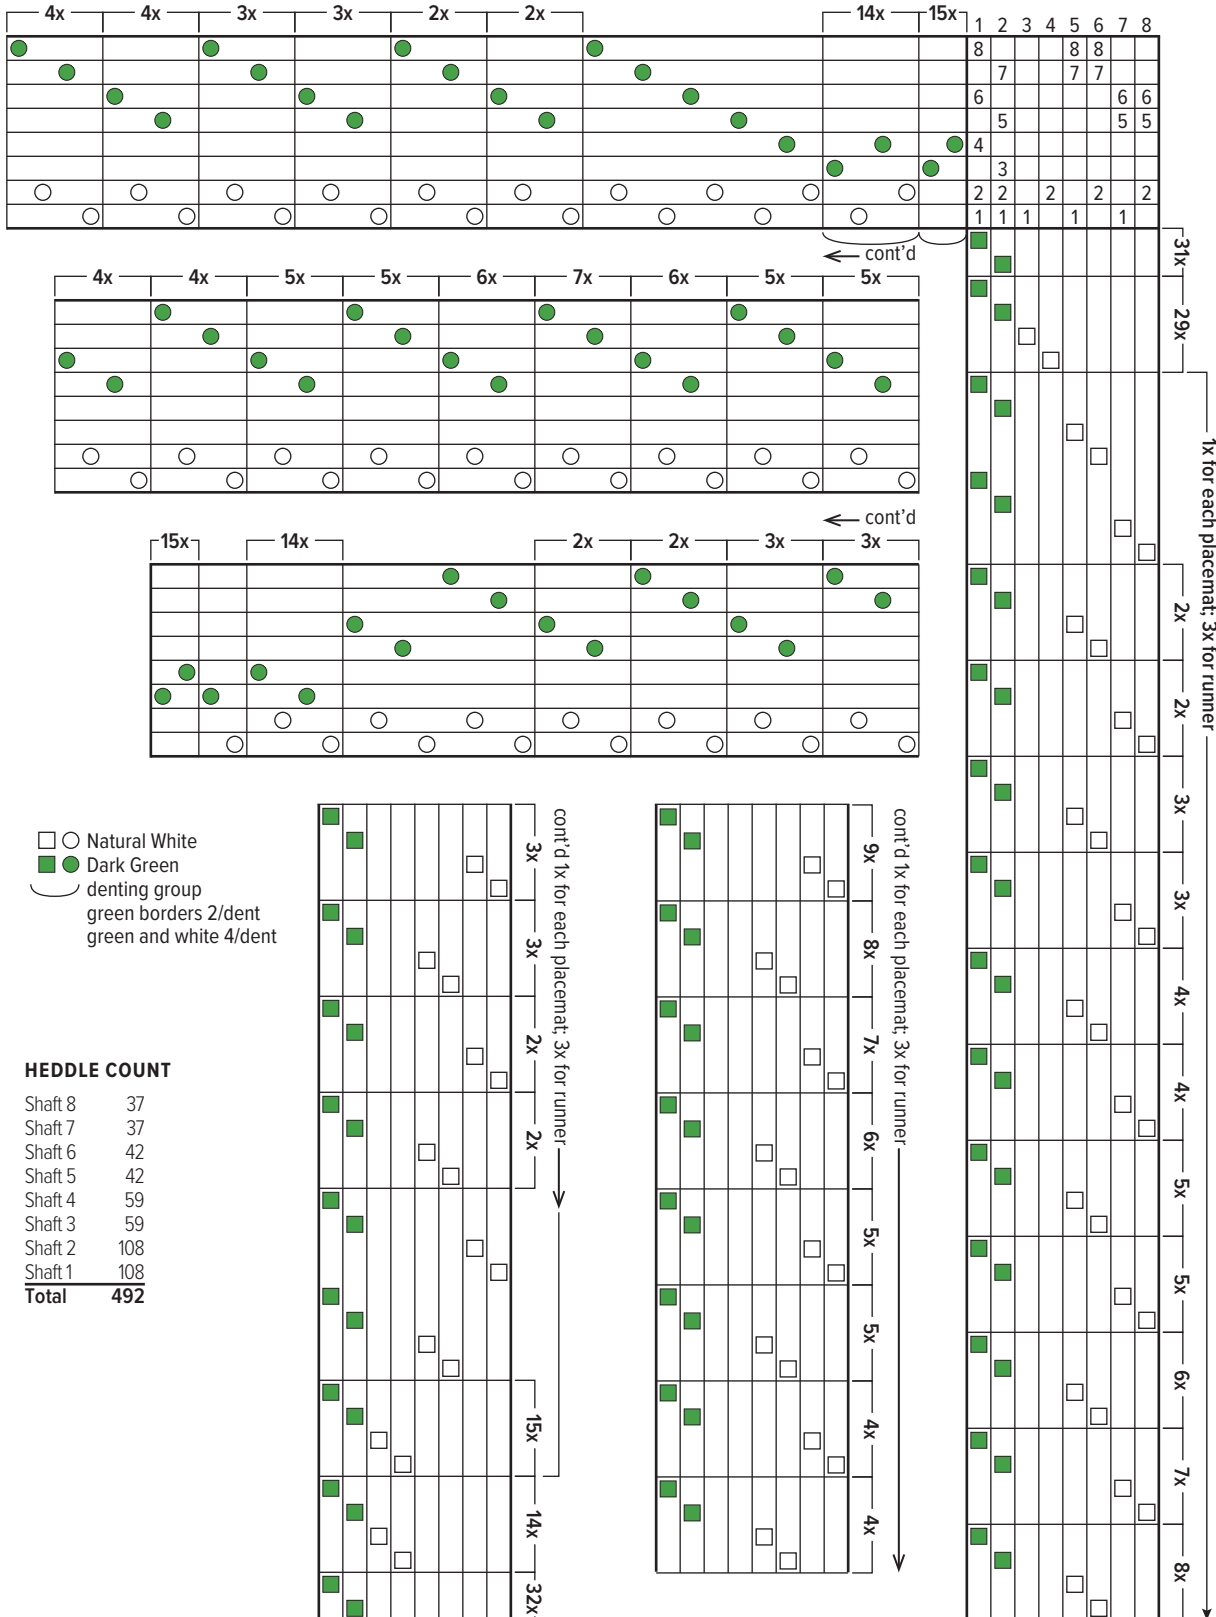 4x 4x 3x 3x 2x 2x 14x 15x
1 2 3 4 5 6 7 8
8 8 8
7 7 7
6 6 6
5 5 5
4
3
2 2 2 2 2
1 1 1 1 1
cont'd
4x 4x 5x 5x 6x 7x 6x 5x 5x
cont'd
15x 14x 2x 2x 3x 3x
31x
29x
2x
2x
3x
3x
4x
4x
5x
5x
6x
7x
8x
1x for each placemat; 3x for runner
Natural White
Dark Green
denting group
green borders 2/dent
green and white 4/dent
HEDDLE COUNT
Shaft 8 37
Shaft 7 37
Shaft 6 42
Shaft 5 42
Shaft 4 59
Shaft 3 59
Shaft 2 108
Shaft 1 108
Total 492
3x
3x
2x
2x
15x
14x
32x
cont'd 1x for each placemat; 3x for runner
9x
8x
7x
6x
5x
5x
4x
4x
cont'd 1x for each placemat; 3x for runner